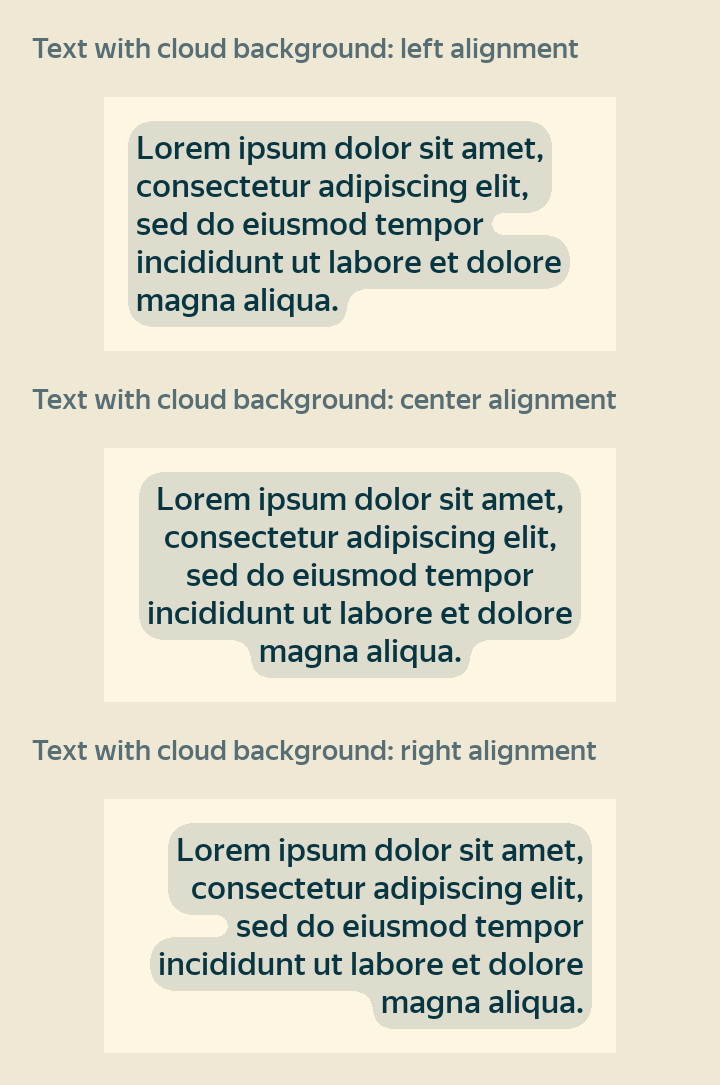 Text with cloud background: left alignment
Lorem ipsum dolor sit amet,
consectetur adipiscing elit,
sed do eiusmod tempor
incididunt ut labore et dolore
magna aliqua.
Text with cloud background: center alignment
Lorem ipsum dolor sit amet,
consectetur adipiscing elit,
sed do eiusmod tempor
incididunt ut labore et dolore
magna aliqua.
Text with cloud background: right alignment
Lorem ipsum dolor sit amet,
consectetur adipiscing elit,
sed do eiusmod tempor
incididunt ut labore et dolore
magna aliqua.